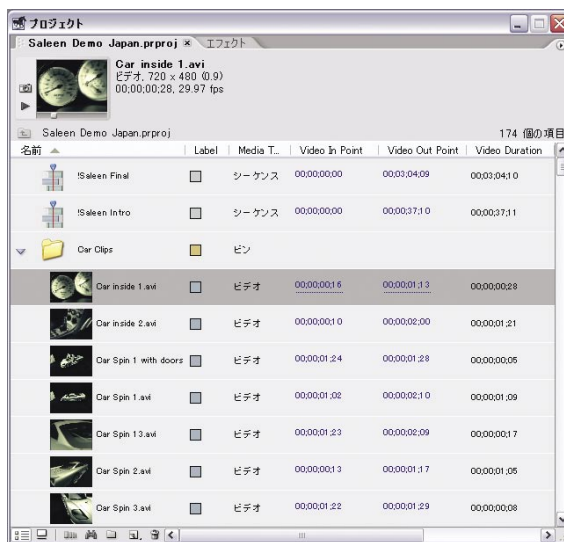 プロジェクト
Saleen Demo Japan.prproj × エフェクト
Car inside 1.avi
ビデオ, 720 x 480 (0.9)
00;00;00;28, 29.97 fps
Saleen Demo Japan.prproj 174 個の項目
名前 Label Media T... Video In Point Video Out Point Video Duration
!Saleen Final シーケンス 00;00;00;00 00;03;04;09 00;03;04;10
!Saleen Intro シーケンス 00;00;00;00 00;00;37;10 00;00;37;11
Car Clips ビン
Car inside 1.avi ビデオ 00;00;00;16 00;00;01;13 00;00;00;28
Car inside 2.avi ビデオ 00;00;00;10 00;00;02;00 00;00;01;21
Car Spin 1 with doors ビデオ 00;00;01;24 00;00;01;28 00;00;00;05
Car Spin 1.avi ビデオ 00;00;01;02 00;00;02;10 00;00;01;09
Car Spin 13.avi ビデオ 00;00;01;23 00;00;02;09 00;00;00;17
Car Spin 2.avi ビデオ 00;00;00;13 00;00;01;17 00;00;01;05
Car Spin 3.avi ビデオ 00;00;01;22 00;00;01;29 00;00;00;08